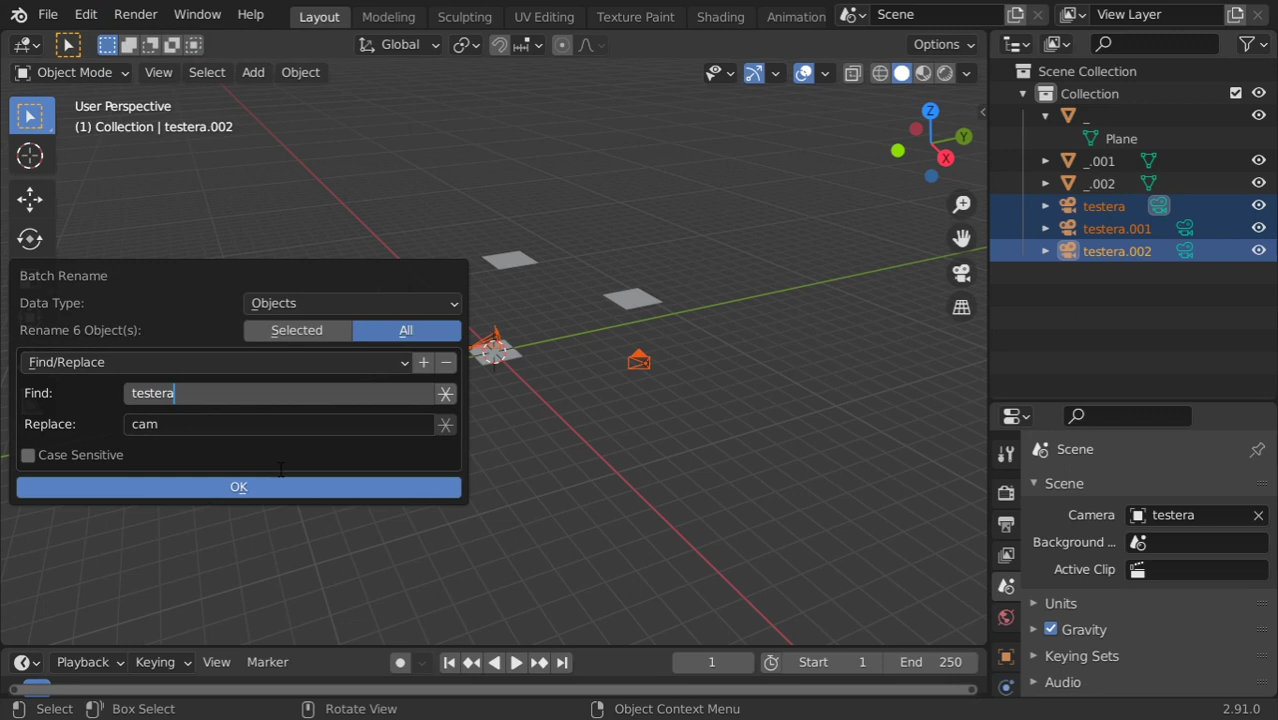 File Edit Render Window Help Layout Modeling Sculpting UV Editing Texture Paint Shading Animation Scene View Layer
Global Options
Object Mode View Select Add Object
Scene Collection
Collection
User Perspective
(1) Collection | testera.002
Z
Y
X
_
Plane
_.001
_.002
testera
testera.001
testera.002
Batch Rename
Data Type: Objects
Rename 6 Object(s): Selected All
Find/Replace
Find: testera
Replace: cam
Case Sensitive
OK
Scene
Scene
Camera testera
Background ...
Active Clip
Units
Gravity
Keying Sets
Audio
Playback Keying View Marker 1 Start 1 End 250
Select Box Select Rotate View Object Context Menu 2.91.0